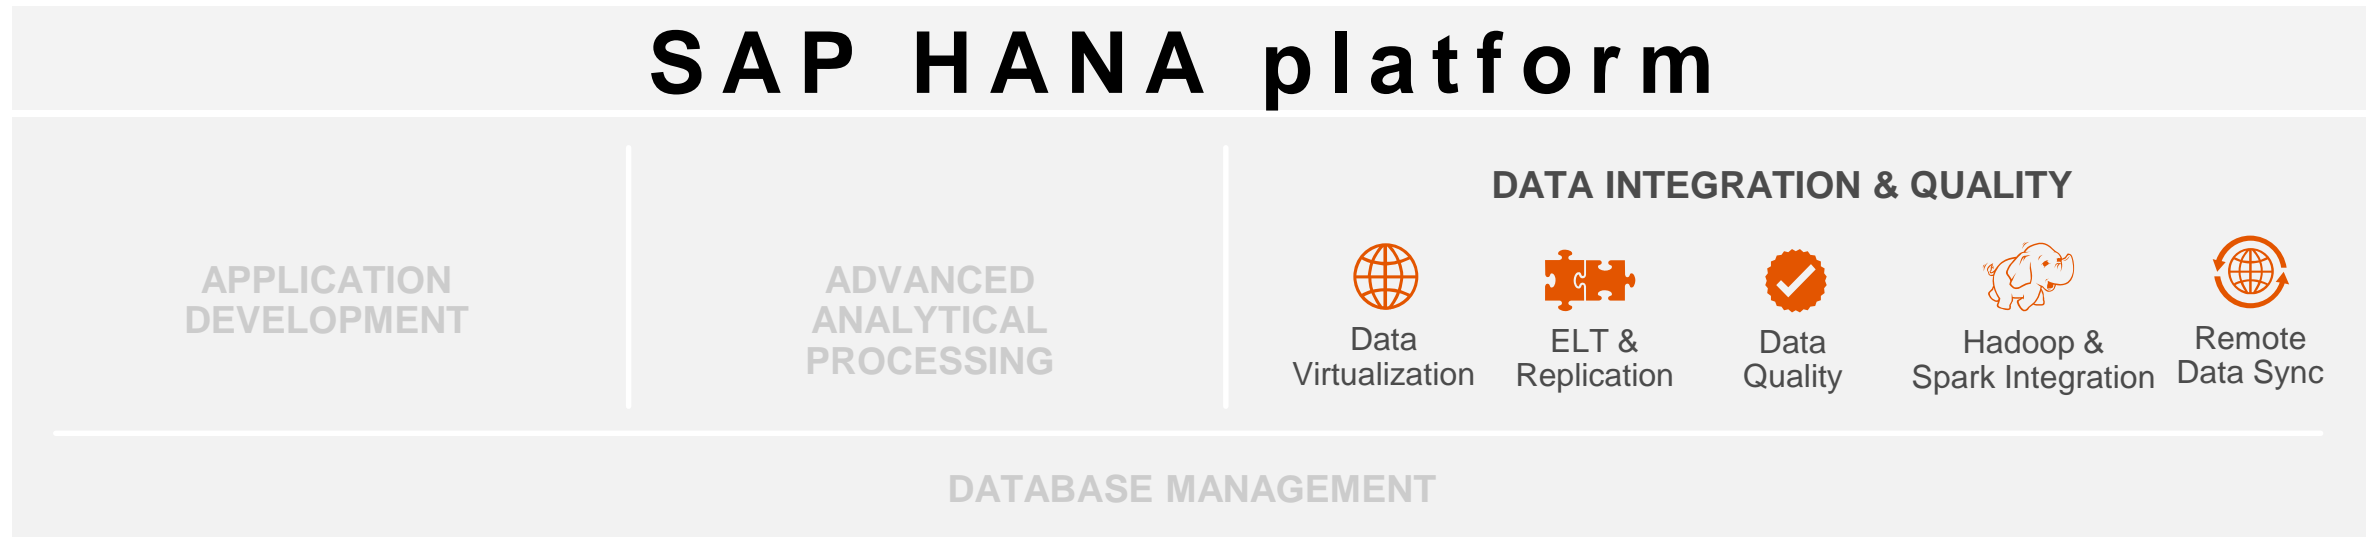 SAP HANA platform
APPLICATION
DEVELOPMENT
ADVANCED
ANALYTICAL
PROCESSING
DATA INTEGRATION & QUALITY
Data
Virtualization
ELT &
Replication
Data
Quality
Hadoop &
Spark Integration
Remote
Data Sync
DATABASE MANAGEMENT